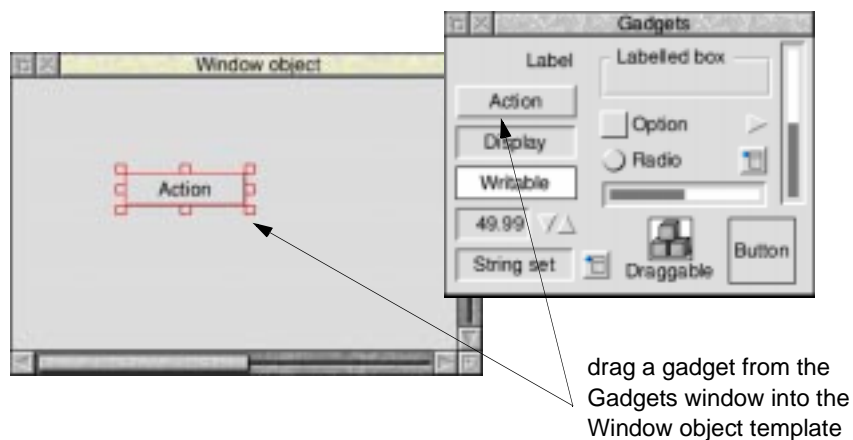 Window object
Action
Gadgets
Label
Labelled box
Action
Option
Display
Radio
Writable
49.99
String set
Draggable
Button
drag a gadget from the
Gadgets window into the
Window object template